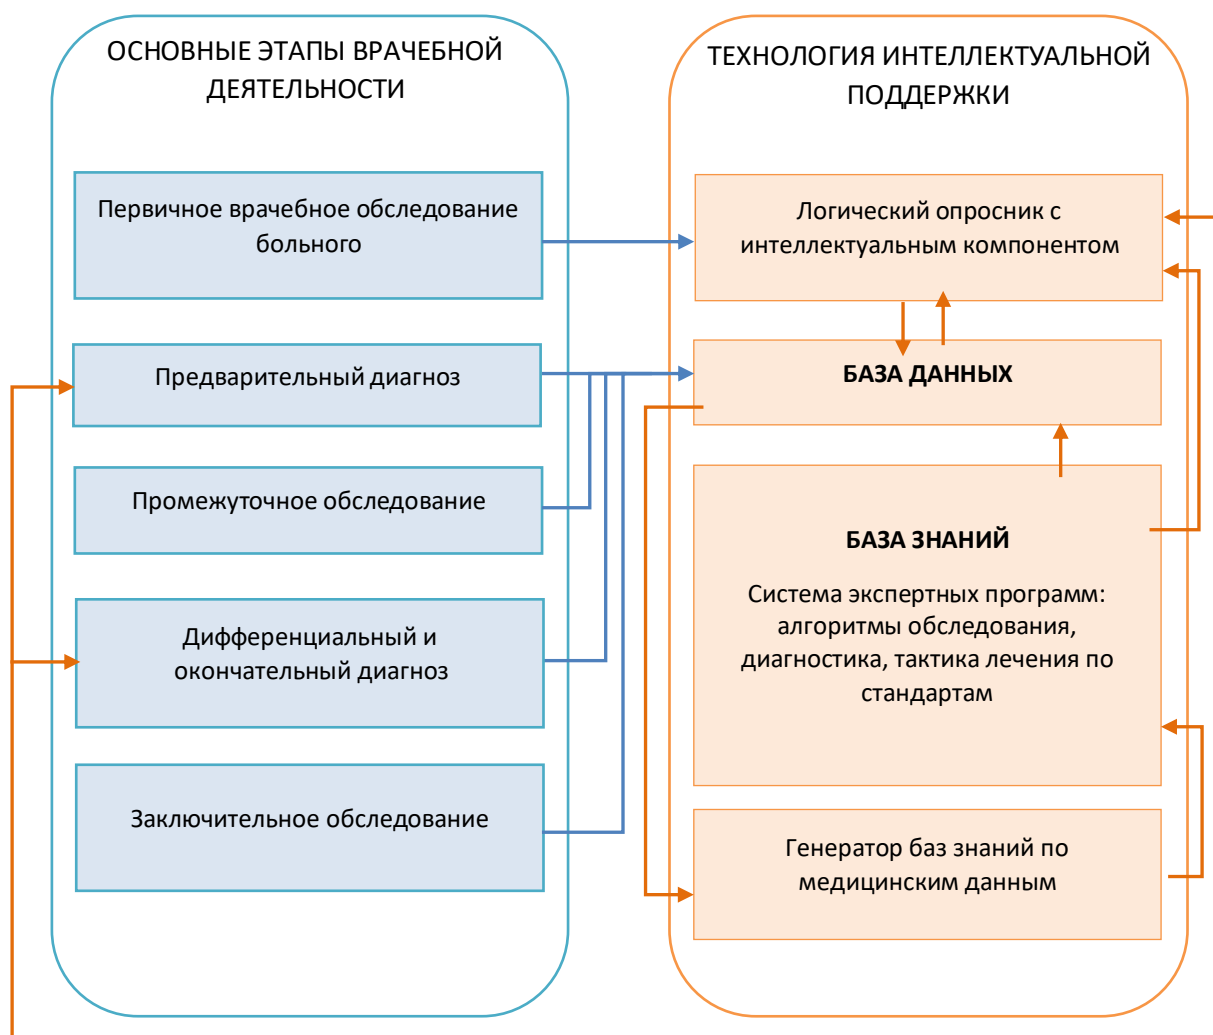 ОСНОВНЫЕ ЭТАПЫ ВРАЧЕБНОЙ
ДЕЯТЕЛЬНОСТИ
Первичное врачебное обследование
больного
Предварительный диагноз
Промежуточное обследование
Дифференциальный и
окончательный диагноз
Заключительное обследование
ТЕХНОЛОГИЯ ИНТЕЛЛЕКТУАЛЬНОЙ
ПОДДЕРЖКИ
Логический опросник с
интеллектуальным компонентом
БАЗА ДАННЫХ
БАЗА ЗНАНИЙ
Система экспертных программ:
алгоритмы обследования,
диагностика, тактика лечения по
стандартам
Генератор баз знаний по
медицинским данным